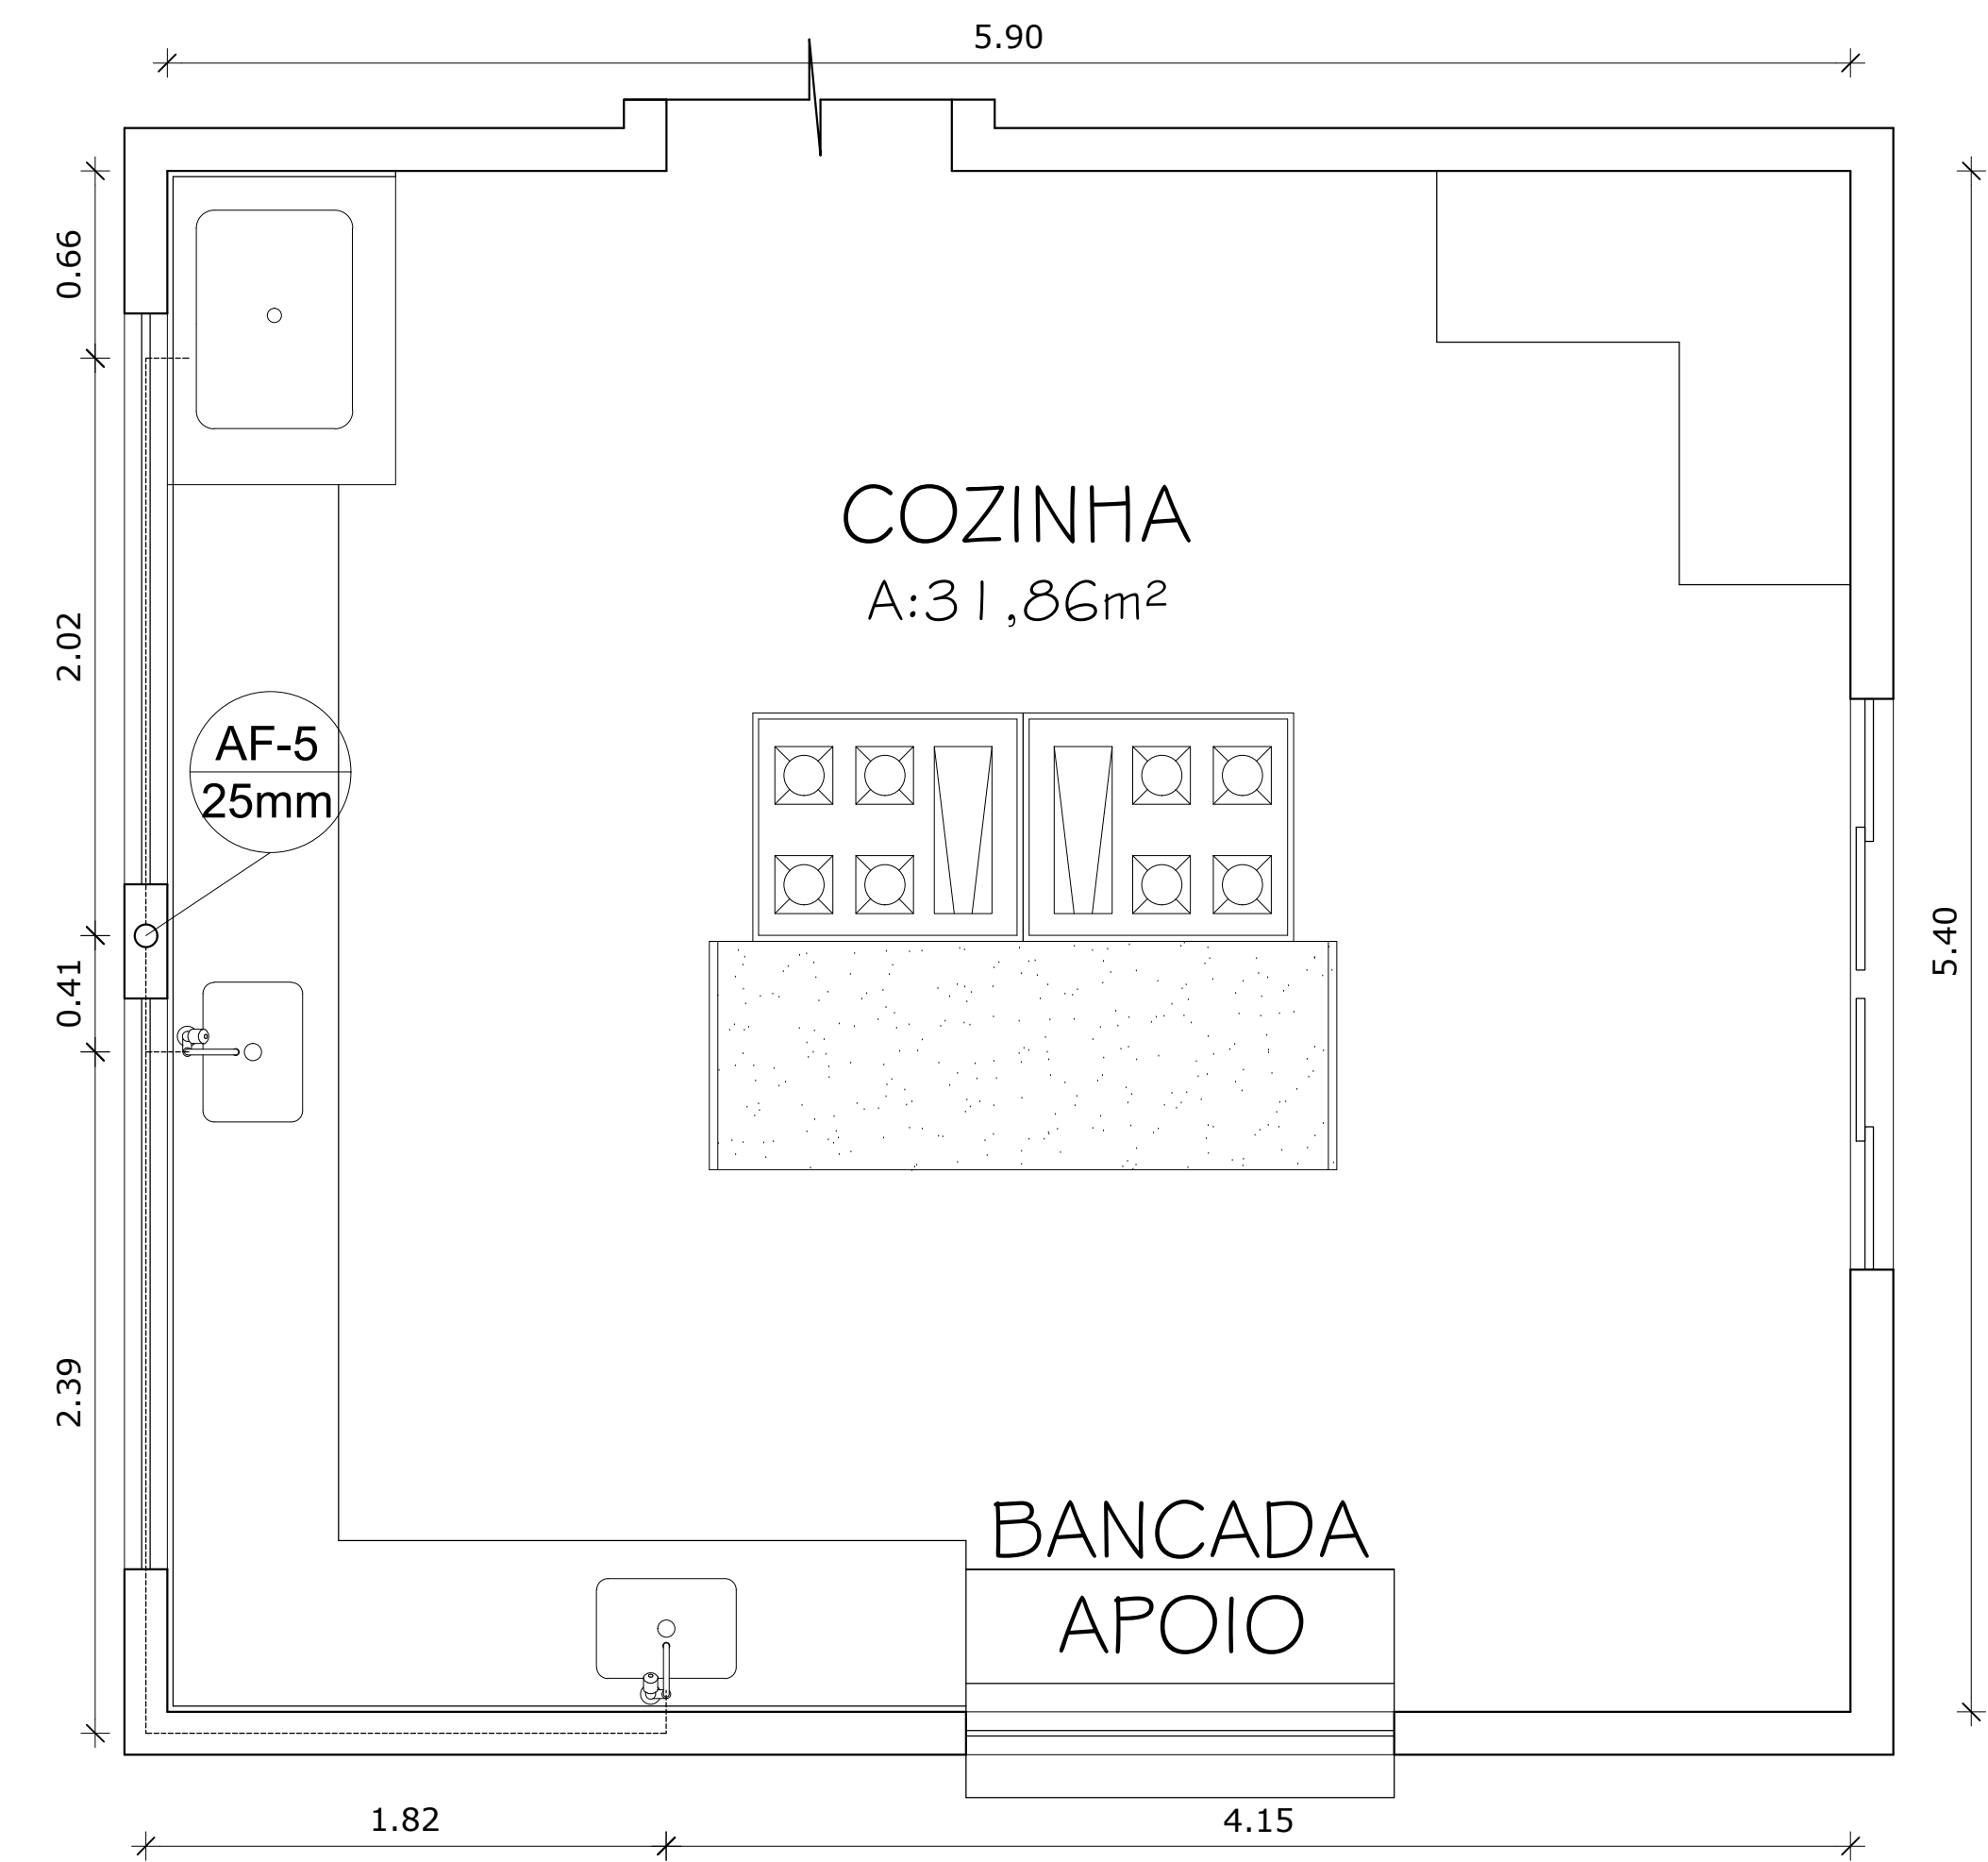 5.90
0.66
COZINHA
A:31,86m²
2.02
AF-5
25mm
0.41
5.40
2.39
BANCADA
APOIO
1.82
4.15